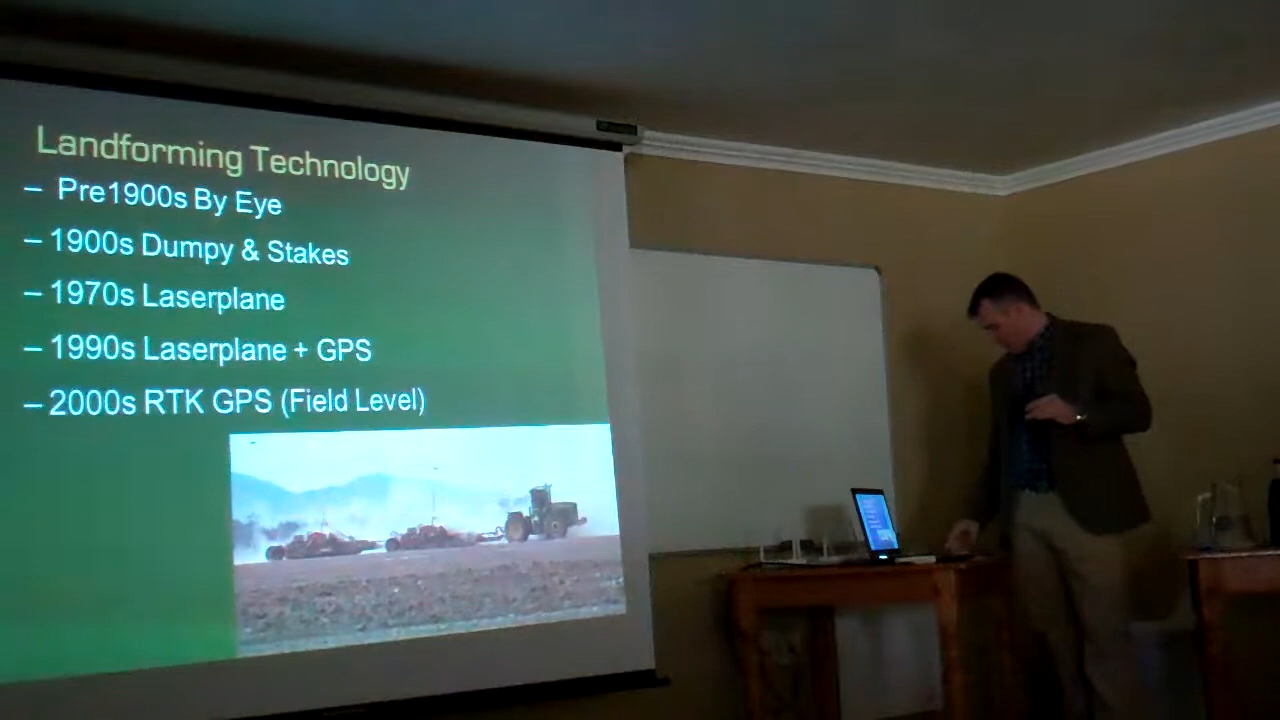 Landforming Technology
– Pre1900s By Eye
– 1900s Dumpy & Stakes
– 1970s Laserplane
– 1990s Laserplane + GPS
– 2000s RTK GPS (Field Level)